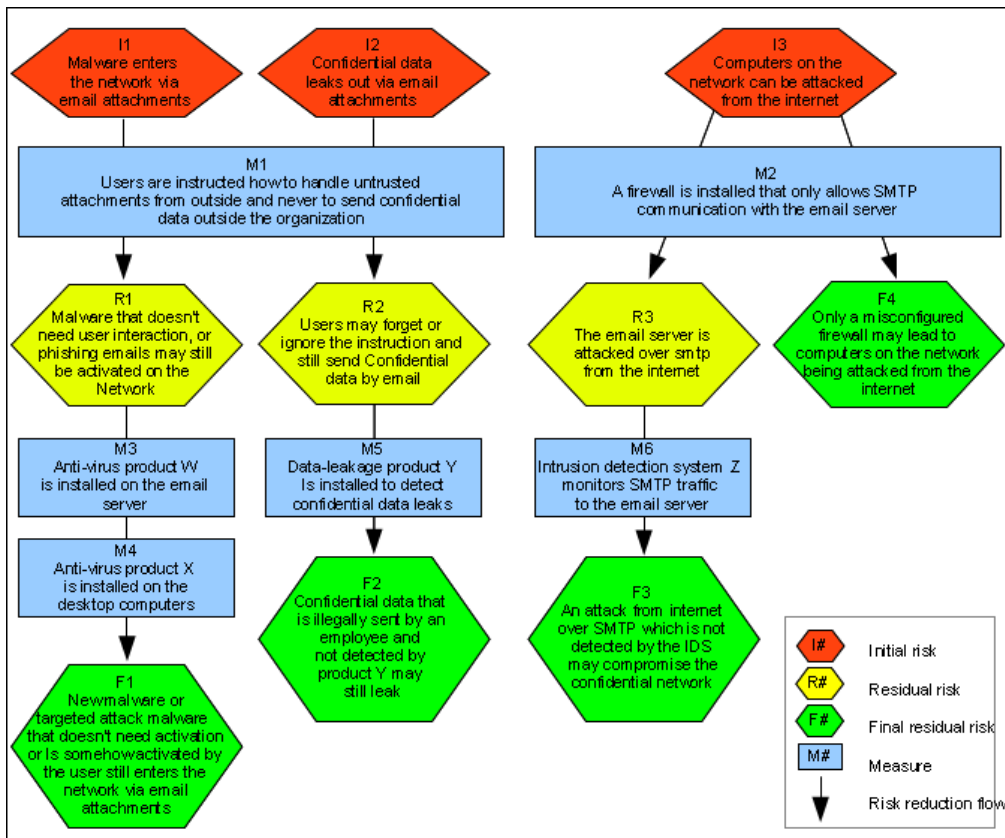 I1
Malware enters
the network via
email attachments
I2
Confidential data
leaks out via email
attachments
I3
Computers on the
network can be attacked
from the internet
M1
Users are instructed how to handle untrusted
attachments from outside and never to send confidential
data outside the organization
M2
A firewall is installed that only allows SMTP
communication with the email server
R1
Malware that doesn't
need user interaction, or
phishing emails may still
be activated on the
Network
R2
Users may forget or
ignore the instruction and
still send Confidential
data by email
R3
The email server is
attacked over smtp
from the internet
F4
Only a misconfigured
firewall may lead to
computers on the network
being attacked from the
internet
M3
Anti-virus product W
is installed on the email
server
M5
Data-leakage product Y
Is installed to detect
confidential data leaks
M6
Intrusion detection system Z
monitors SMTP traffic
to the email server
M4
Anti-virus product X
is installed on the
desktop computers
F2
Confidential data that
is illegally sent by an
employee and
not detected by
product Y may
still leak
F3
An attack from internet
over SMTP which is not
detected by the IDS
may compromise the
confidential network
F1
New malware or
targeted attack malware
that doesn't need activation
or Is somehow activated by
the user still enters the
network via email
attachments
I# Initial risk
R# Residual risk
F# Final residual risk
M# Measure
Risk reduction flow